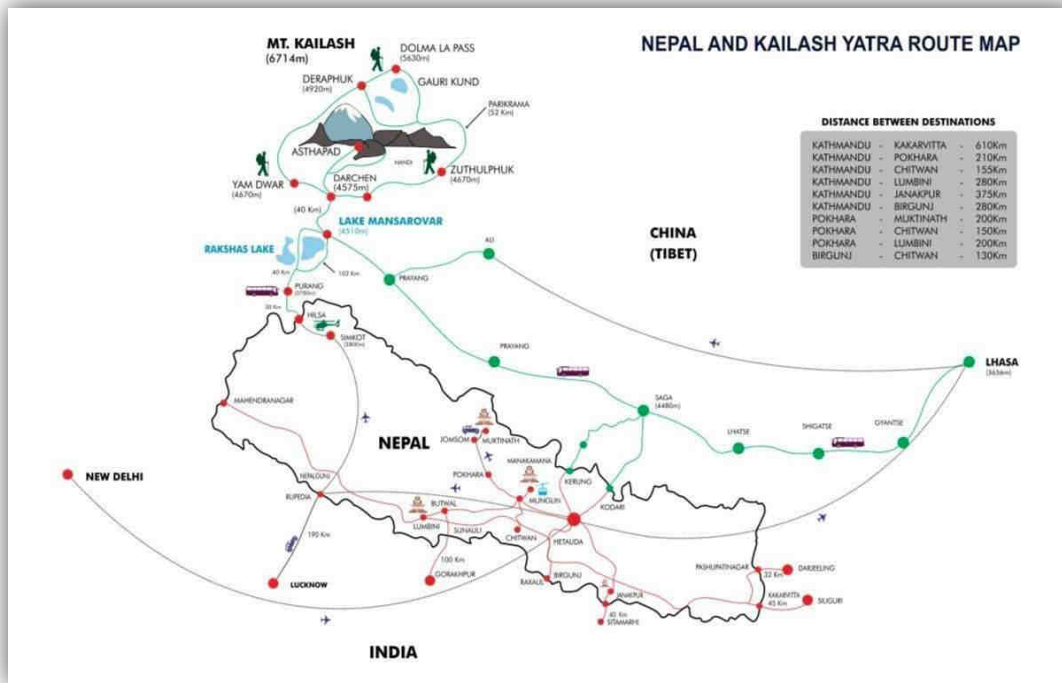 NEPAL AND KAILASH YATRA ROUTE MAP
MT. KAILASH
(6714m)
DOLMA LA PASS
(5630m)
DERAPHUK
(4920m)
GAURI KUND
PARIKRAMA
(52 Km)
ASTHAPAD
NANDI
YAM DWAR
(4670m)
DARCHEN
(4575m)
ZUTHULPHUK
(4670m)
(40 Km)
LAKE MANSAROVAR
(4510m)
RAKSHAS LAKE
40 Km
102 Km
PURANG
30 Km
HILSA
SIMKOT
DISTANCE BETWEEN DESTINATIONS
KATHMANDU - KAKARVITTA - 610Km
KATHMANDU - POKHARA - 210Km
KATHMANDU - CHITWAN - 155Km
KATHMANDU - LUMBINI - 280Km
KATHMANDU - JANAKPUR - 375Km
KATHMANDU - BIRGUNJ - 280Km
POKHARA - MUKTINATH - 200Km
POKHARA - CHITWAN - 150Km
POKHARA - LUMBINI - 200Km
BIRGUNJ - CHITWAN - 130Km
CHINA
(TIBET)
ALI
PRAYANG
PRAYANG
LHASA
SAGA
(4480m)
LHATSE
SHIGATSE
GYANTSE
MAHENDRANAGAR
NEPAL
JOMSOM
MUKTINATH
MANAKAMANA
POKHARA
MUNGLIN
KERUNG
KODARI
NEW DELHI
NEPALGUNJ
RUPEDIA
BUTWAL
LUMBINI
SUNAULI
CHITWAN
HETAUDA
190 Km
100 Km
LUCKNOW
GORAKHPUR
RAXAUL
BIRGUNJ
JANAKPUR
40 Km
SITAMARHI
PASHUPATINAGAR
32 Km
DARJEELING
KAKARVITTA
45 Km
SILIGURI
INDIA